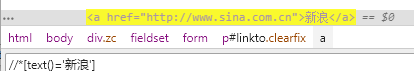 ... <a href="http://www.sina.com.cn">新浪</a> == $0
html body div.zc fieldset form p#linkto.clearfix a
//*[text()='新浪']